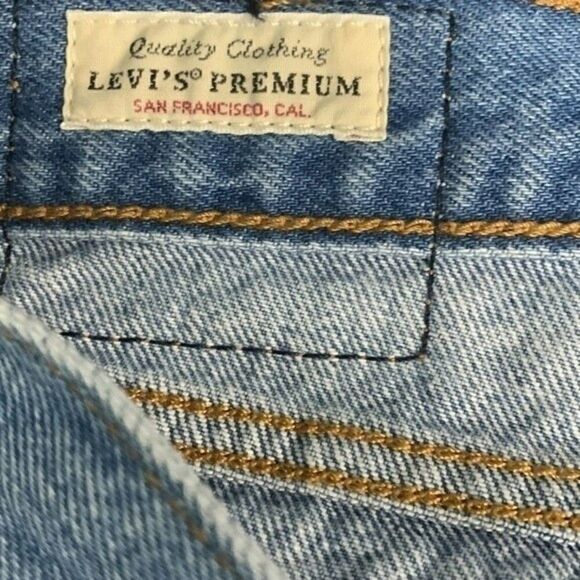 Quality Clothing
LEVI'S® PREMIUM
SAN FRANCISCO, CAL.